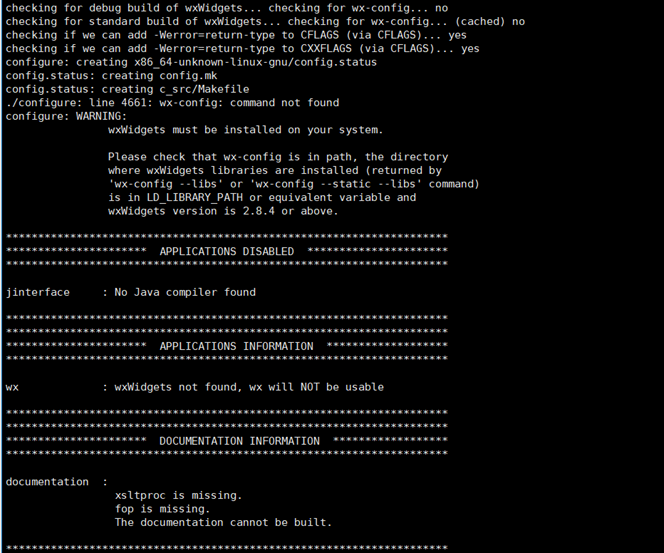 checking for debug build of wxWidgets... checking for wx-config... no
checking for standard build of wxWidgets... checking for wx-config... (cached) no
checking if we can add -Werror=return-type to CFLAGS (via CFLAGS)... yes
checking if we can add -Werror=return-type to CXXFLAGS (via CFLAGS)... yes
configure: creating x86_64-unknown-linux-gnu/config.status
config.status: creating config.mk
config.status: creating c_src/Makefile
./configure: line 4661: wx-config: command not found
configure: WARNING:
                wxWidgets must be installed on your system.

                Please check that wx-config is in path, the directory
                where wxWidgets libraries are installed (returned by
                'wx-config --libs' or 'wx-config --static --libs' command)
                is in LD_LIBRARY_PATH or equivalent variable and
                wxWidgets version is 2.8.4 or above.

*********************************************************************
**********************  APPLICATIONS DISABLED  **********************
*********************************************************************

jinterface     : No Java compiler found

*********************************************************************
*********************************************************************
**********************  APPLICATIONS INFORMATION  *******************
*********************************************************************

wx             : wxWidgets not found, wx will NOT be usable

*********************************************************************
*********************************************************************
**********************  DOCUMENTATION INFORMATION  ******************
*********************************************************************

documentation  :
                 xsltproc is missing.
                 fop is missing.
                 The documentation cannot be built.

*********************************************************************